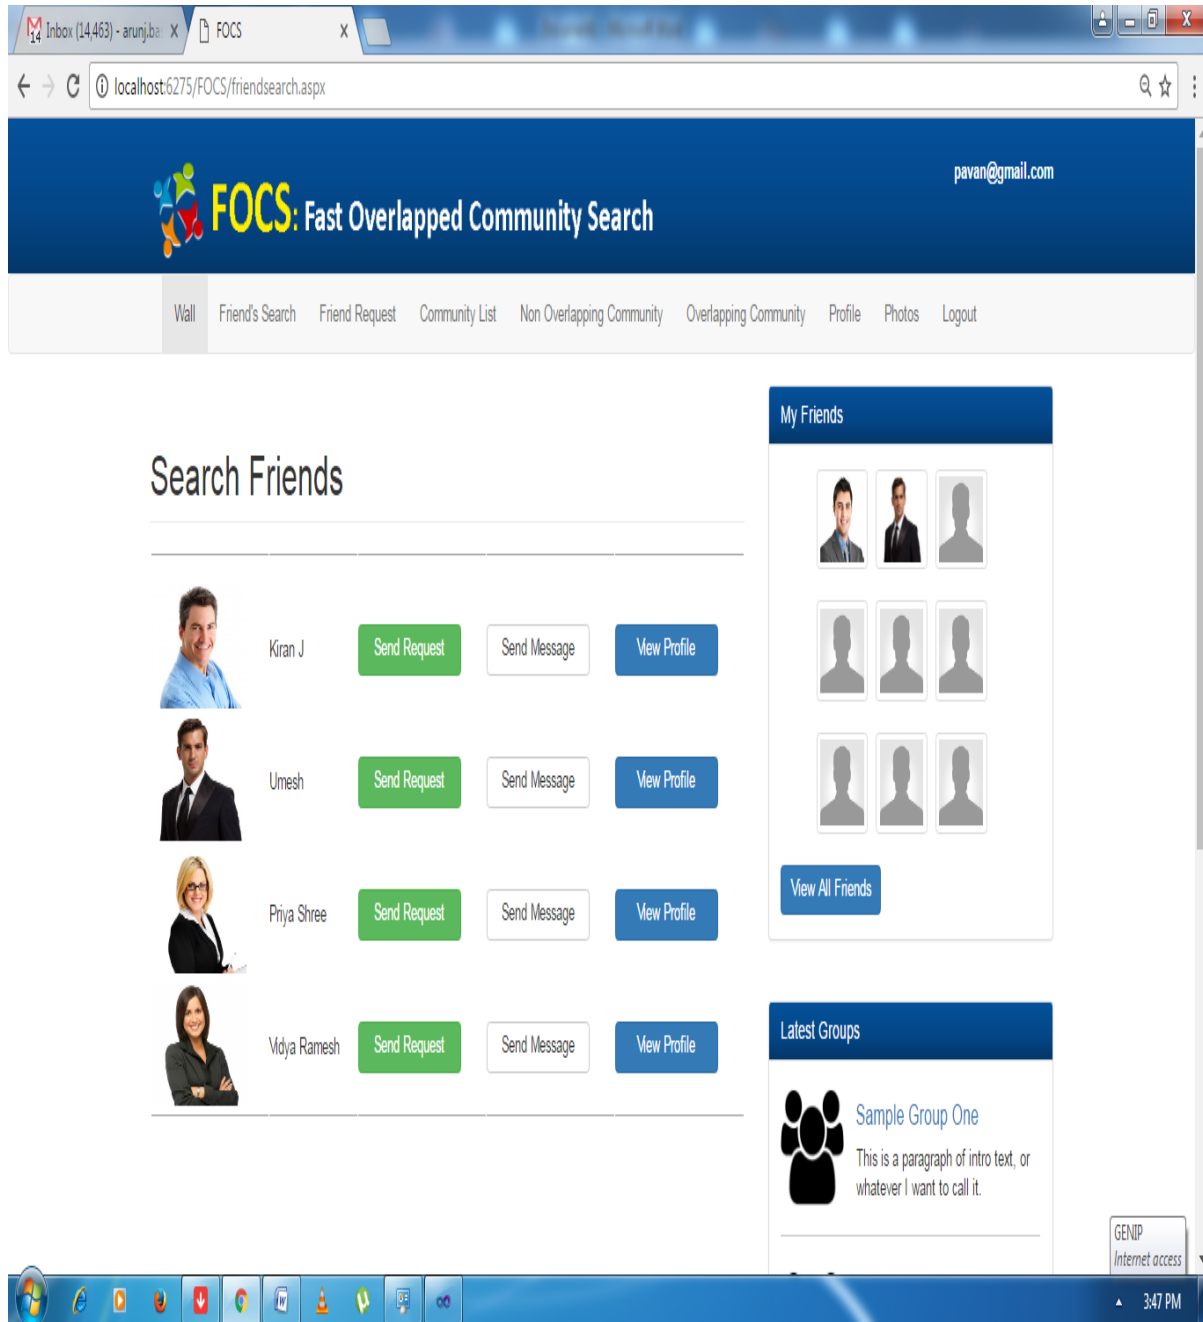 Inbox (14,463) - arunj.ba
FOCS
localhost:6275/FOCS/friendsearch.aspx
pavan@gmail.com
FOCS: Fast Overlapped Community Search
Wall Friend's Search Friend Request Community List Non Overlapping Community Overlapping Community Profile Photos Logout
My Friends
Search Friends
Kiran J Send Request Send Message View Profile
Umesh Send Request Send Message View Profile
Priya Shree Send Request Send Message View Profile
View All Friends
Vidya Ramesh Send Request Send Message View Profile
Latest Groups
Sample Group One
This is a paragraph of intro text, or
whatever I want to call it.
GENIP
Internet access
3:47 PM